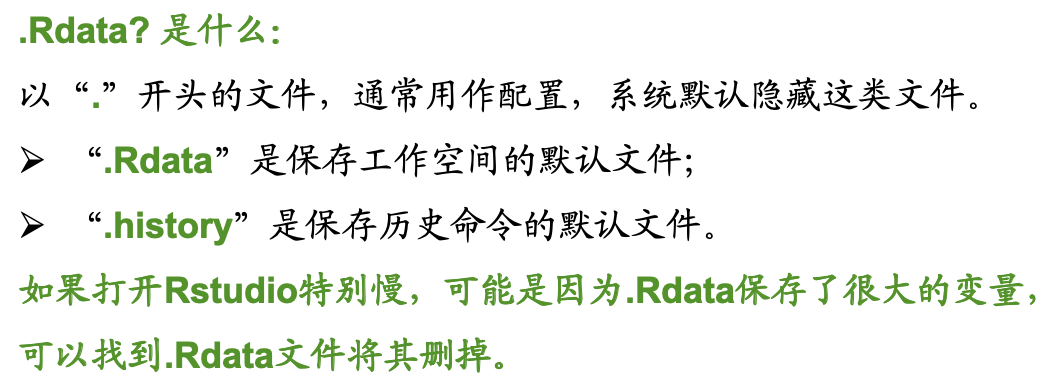 .Rdata? 是什么：
以“.”开头的文件，通常用作配置，系统默认隐藏这类文件。
➢ “.Rdata”是保存工作空间的默认文件；
➢ “.history”是保存历史命令的默认文件。
如果打开Rstudio特别慢，可能是因为.Rdata保存了很大的变量，
可以找到.Rdata文件将其删掉。